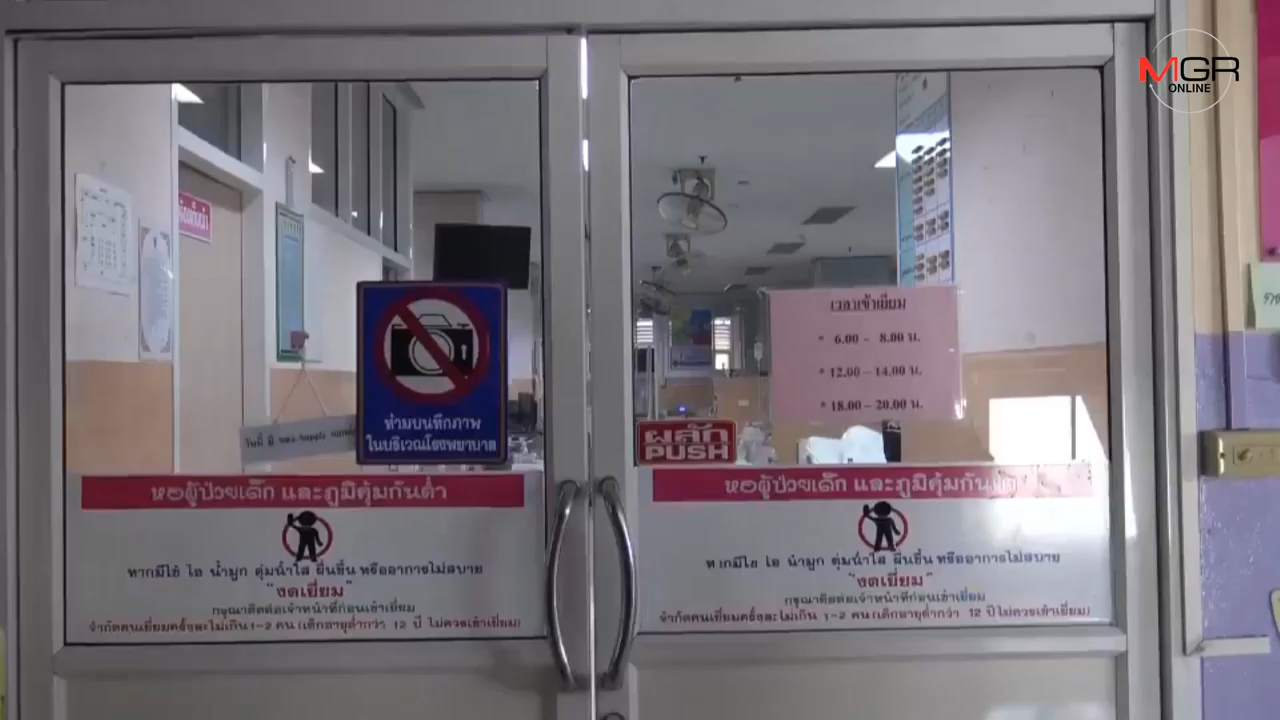 MGR
ONLINE
เวลาเข้าเยี่ยม
* 6.00 – 8.00 น.
* 12.00 – 14.00 น.
* 18.00 – 20.00 น.
ห้ามบันทึกภาพ
ในบริเวณโรงพยาบาล
ผลัก
PUSH
หอผู้ป่วยเด็ก และภูมิคุ้มกันต่ำ
หากมีไข้ ไอ น้ำมูก ตุ่มน้ำใส ผื่นขึ้น หรืออาการไม่สบาย
"งดเยี่ยม"
กรุณาติดต่อเจ้าหน้าที่ก่อนเข้าเยี่ยม
จำกัดคนเยี่ยมครั้งละไม่เกิน 1-2 คน (เด็กอายุต่ำกว่า 12 ปี ไม่ควรเข้าเยี่ยม)
หอผู้ป่วยเด็ก และภูมิคุ้มกันต่ำ
หากมีไข้ ไอ น้ำมูก ตุ่มน้ำใส ผื่นขึ้น หรืออาการไม่สบาย
"งดเยี่ยม"
กรุณาติดต่อเจ้าหน้าที่ก่อนเข้าเยี่ยม
จำกัดคนเยี่ยมครั้งละไม่เกิน 1-2 คน (เด็กอายุต่ำกว่า 12 ปี ไม่ควรเข้าเยี่ยม)